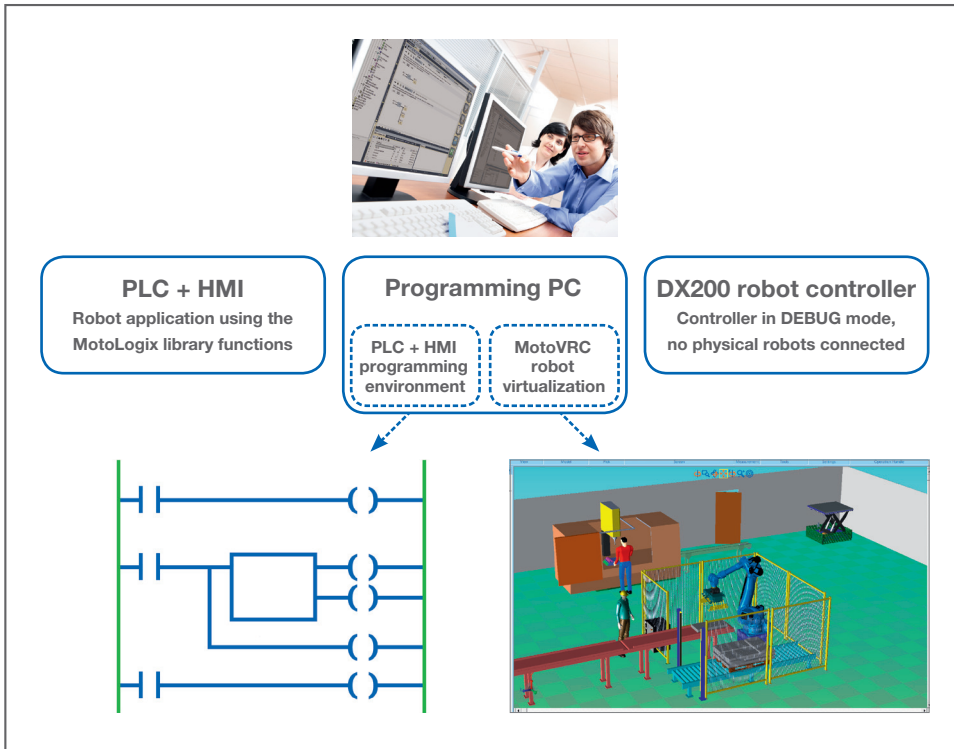 PLC + HMI
Robot application using the
MotoLogix library functions
Programming PC
PLC + HMI
programming
environment
MotoVRC
robot
virtualization
DX200 robot controller
Controller in DEBUG mode,
no physical robots connected